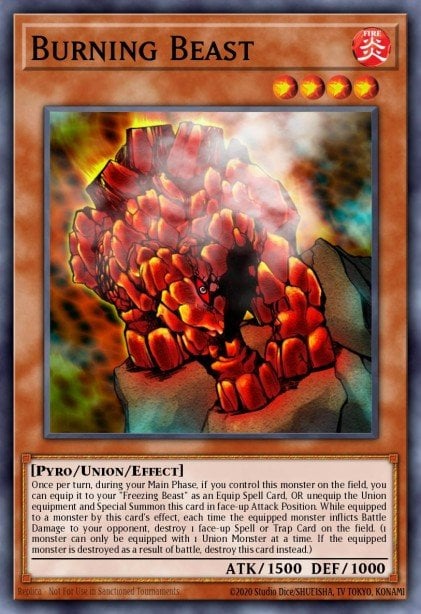 BURNING BEAST
FIRE
炎
[PYRO/UNION/EFFECT]
Once per turn, during your Main Phase, if you control this monster on the field, you
can equip it to your "Freezing Beast" as an Equip Spell Card, OR unequip the Union
equipment and Special Summon this card in face-up Attack Position. While equipped
to a monster by this card's effect, each time the equipped monster inflicts Battle
Damage to your opponent, destroy 1 face-up Spell or Trap Card on the field. (1
monster can only be equipped with 1 Union Monster at a time. If the equipped
monster is destroyed as a result of battle, destroy this card instead.)
ATK/1500 DEF/1000
Replica - Not For Use in Sanctioned Tournaments
©2020 Studio Dice/SHUEISHA, TV TOKYO, KONAMI